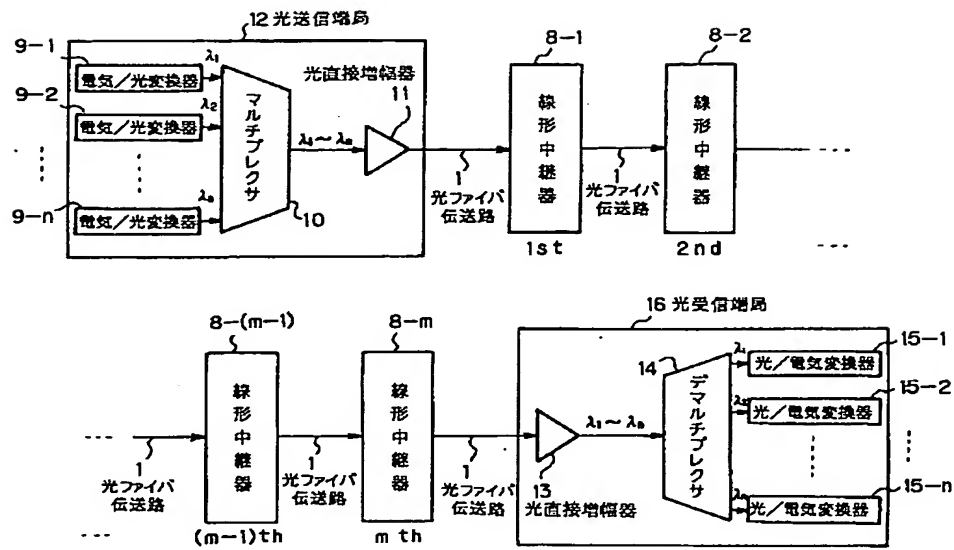 12 光送信端局
9-1
電気/光変換器
λ₁
9-2
電気/光変換器
λ₂
9-n
電気/光変換器
λₙ
マルチプレクサ
10
λ₁~λₙ
光直接増幅器
11
1
光ファイバ
伝送路
8-1
線形中継器
1st
1
光ファイバ
伝送路
8-2
線形中継器
2nd
1
光ファイバ
伝送路
8-(m-1)
線形中継器
(m-1)th
1
光ファイバ
伝送路
8-m
線形中継器
m th
1
光ファイバ
伝送路
16 光受信端局
13
光直接増幅器
λ₁~λₙ
14
デマルチプレクサ
λ₁
光/電気変換器
15-1
λ₂
光/電気変換器
15-2
λₙ
光/電気変換器
15-n